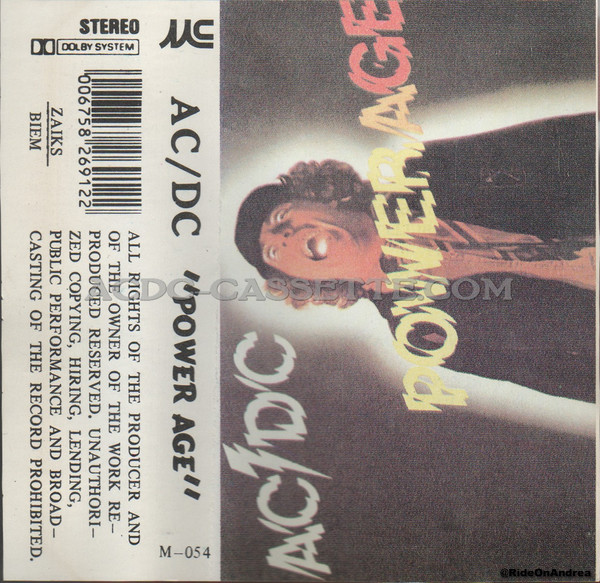 STEREO
DOLBY SYSTEM
MC
006758 269122
ZAIKS
BIEM
AC/DC "POWER AGE"
ALL RIGHTS OF THE PRODUCER AND
OF THE OWNER OF THE WORK RE-
PRODUCED RESERVED, UNAUTHORI-
ZED COPYING, HIRING, LENDING,
PUBLIC PERFORMANCE AND BROAD-
CASTING OF THE RECORD PROHIBITED.
M-054
AC/DC
POWERAGE
ACDC-CASSETTE.COM
@RideOnAndrea